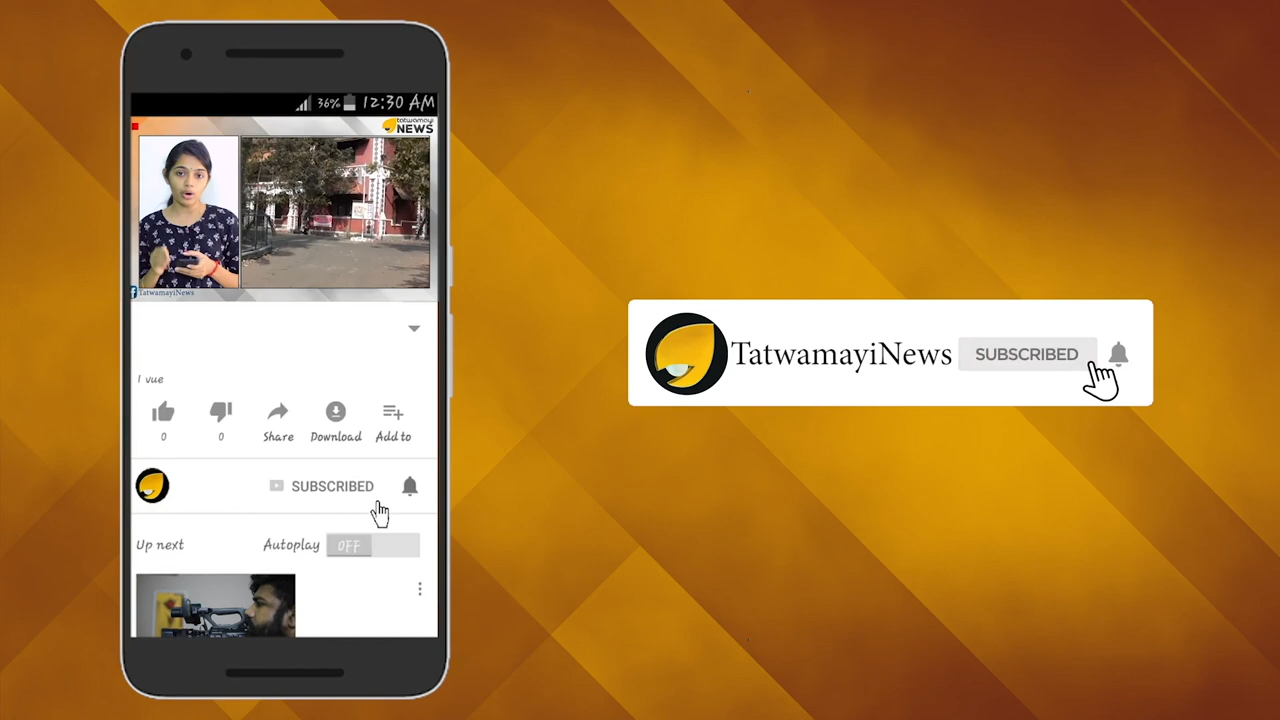 36% 12:30 AM
tatwamayi
NEWS
TatwamayiNews
1 vue
0 0 Share Download Add to
SUBSCRIBED
Up next Autoplay OFF
TatwamayiNews SUBSCRIBED